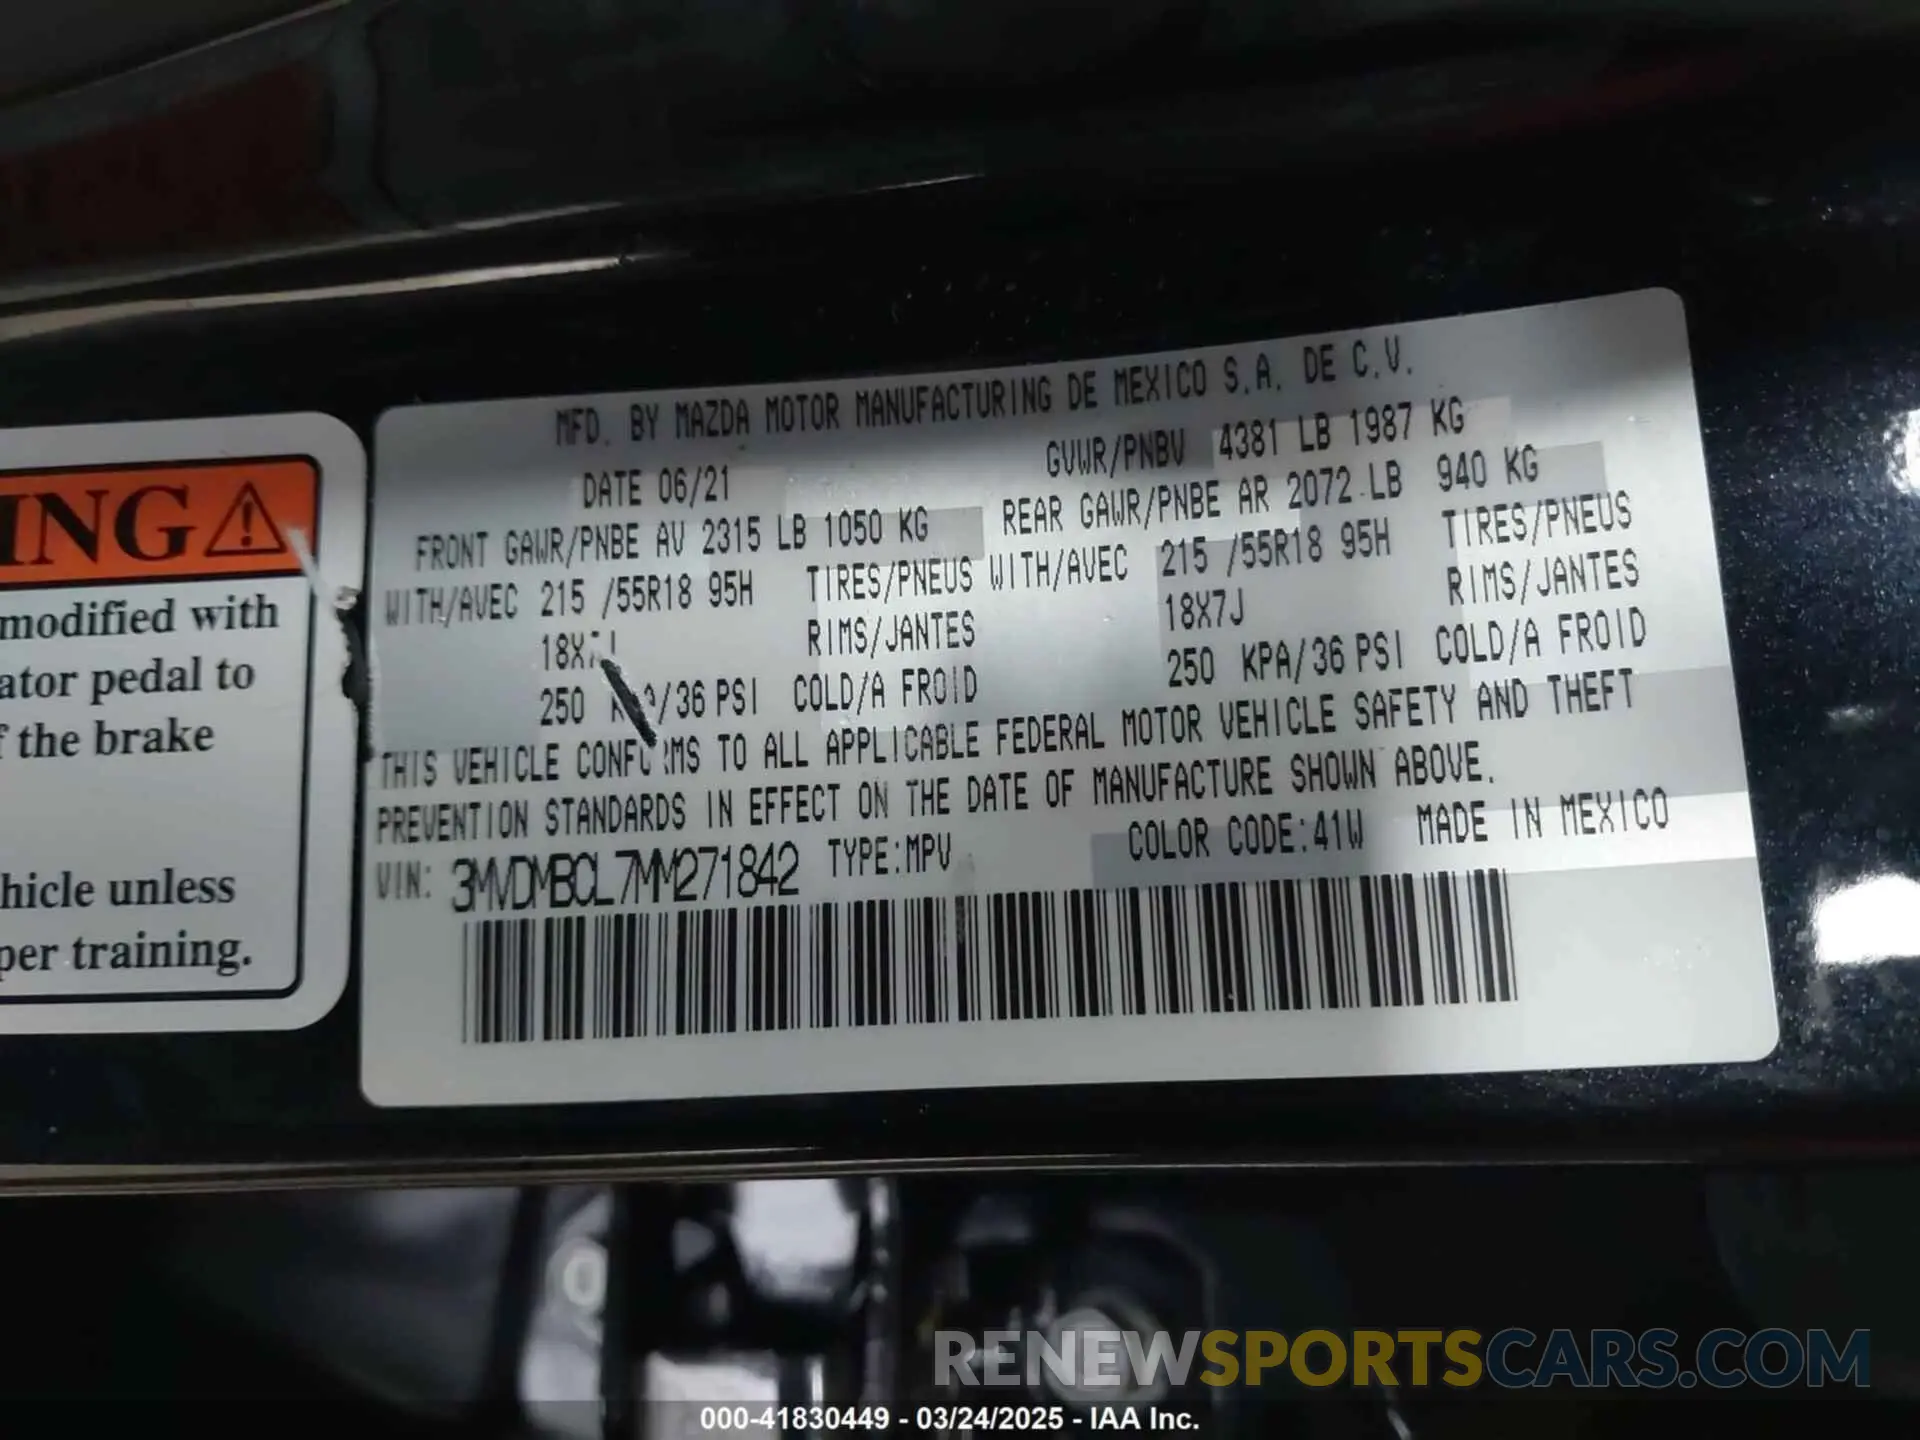 MFD. BY MAZDA MOTOR MANUFACTURING DE MEXICO S.A. DE C.V.
DATE 06/21 GVWR/PNBV 4381 LB 1987 KG
FRONT GAWR/PNBE AV 2315 LB 1050 KG REAR GAWR/PNBE AR 2072 LB 940 KG
WITH/AVEC 215 /55R18 95H TIRES/PNEUS WITH/AVEC 215 /55R18 95H TIRES/PNEUS
RIMS/JANTES 18X7J RIMS/JANTES
250 /36 PSI COLD/A FROID 250 KPA/36 PSI COLD/A FROID
THIS VEHICLE TO ALL APPLICABLE FEDERAL MOTOR VEHICLE SAFETY AND THEFT
PREVENTION STANDARDS IN EFFECT ON THE DATE OF MANUFACTURE SHOWN ABOVE.
VIN: 3MVDMBCL7MM271842 TYPE:MPV COLOR CODE:41W MADE IN MEXICO
ING
modified with
ator pedal to
f the brake
hicle unless
per training.
RENEWSPORTSCARS.COM
000-41830449 - 03/24/2025 - IAA Inc.